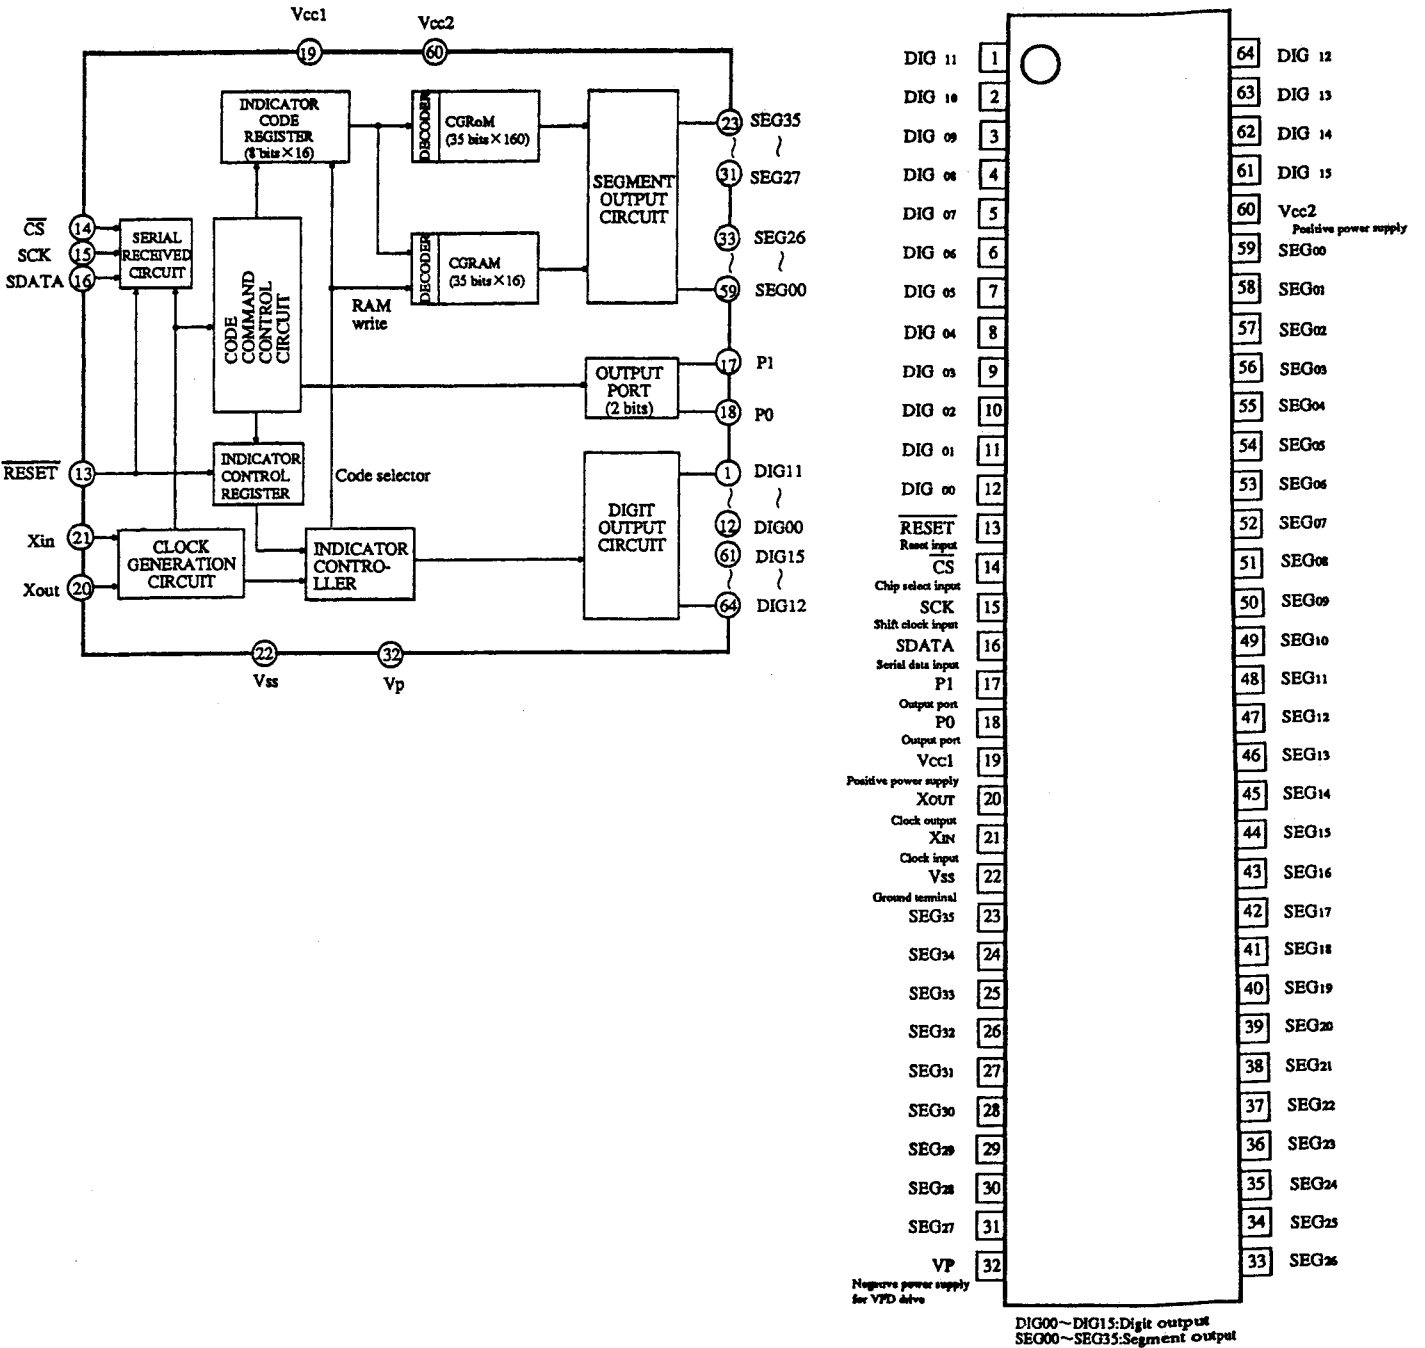 Vcc1
Vcc2
19
60
INDICATOR
CODE
REGISTER
(8 bits×16)
DECODER
CGRoM
(35 bits×160)
SEGMENT
OUTPUT
CIRCUIT
23 SEG35
31 SEG27
33 SEG26
59 SEG00
CS 14
SCK 15
SDATA 16
SERIAL
RECEIVED
CIRCUIT
CODE
COMMAND
CONTROL
CIRCUIT
DECODER
CGRAM
(35 bits×16)
RAM
write
OUTPUT
PORT
(2 bits)
17 P1
18 P0
RESET 13
INDICATOR
CONTROL
REGISTER
Code selector
DIGIT
OUTPUT
CIRCUIT
1 DIG11
12 DIG00
61 DIG15
64 DIG12
Xin 21
Xout 20
CLOCK
GENERATION
CIRCUIT
INDICATOR
CONTRO-
LLER
22
32
Vss
Vp
DIG 11 1
DIG 10 2
DIG 09 3
DIG 08 4
DIG 07 5
DIG 06 6
DIG 05 7
DIG 04 8
DIG 03 9
DIG 02 10
DIG 01 11
DIG 00 12
RESET 13
Reset input
CS 14
Chip select input
SCK 15
Shift clock input
SDATA 16
Serial data input
P1 17
Output port
P0 18
Output port
Vcc1 19
Positive power supply
XOUT 20
Clock output
XIN 21
Clock input
Vss 22
Ground terminal
SEG35 23
SEG34 24
SEG33 25
SEG32 26
SEG31 27
SEG30 28
SEG29 29
SEG28 30
SEG27 31
VP 32
Negative power supply
for VFD drive
64 DIG 12
63 DIG 13
62 DIG 14
61 DIG 15
60 Vcc2
Positive power supply
59 SEG00
58 SEG01
57 SEG02
56 SEG03
55 SEG04
54 SEG05
53 SEG06
52 SEG07
51 SEG08
50 SEG09
49 SEG10
48 SEG11
47 SEG12
46 SEG13
45 SEG14
44 SEG15
43 SEG16
42 SEG17
41 SEG18
40 SEG19
39 SEG20
38 SEG21
37 SEG22
36 SEG23
35 SEG24
34 SEG25
33 SEG26
DIG00～DIG15:Digit output
SEG00～SEG35:Segment output